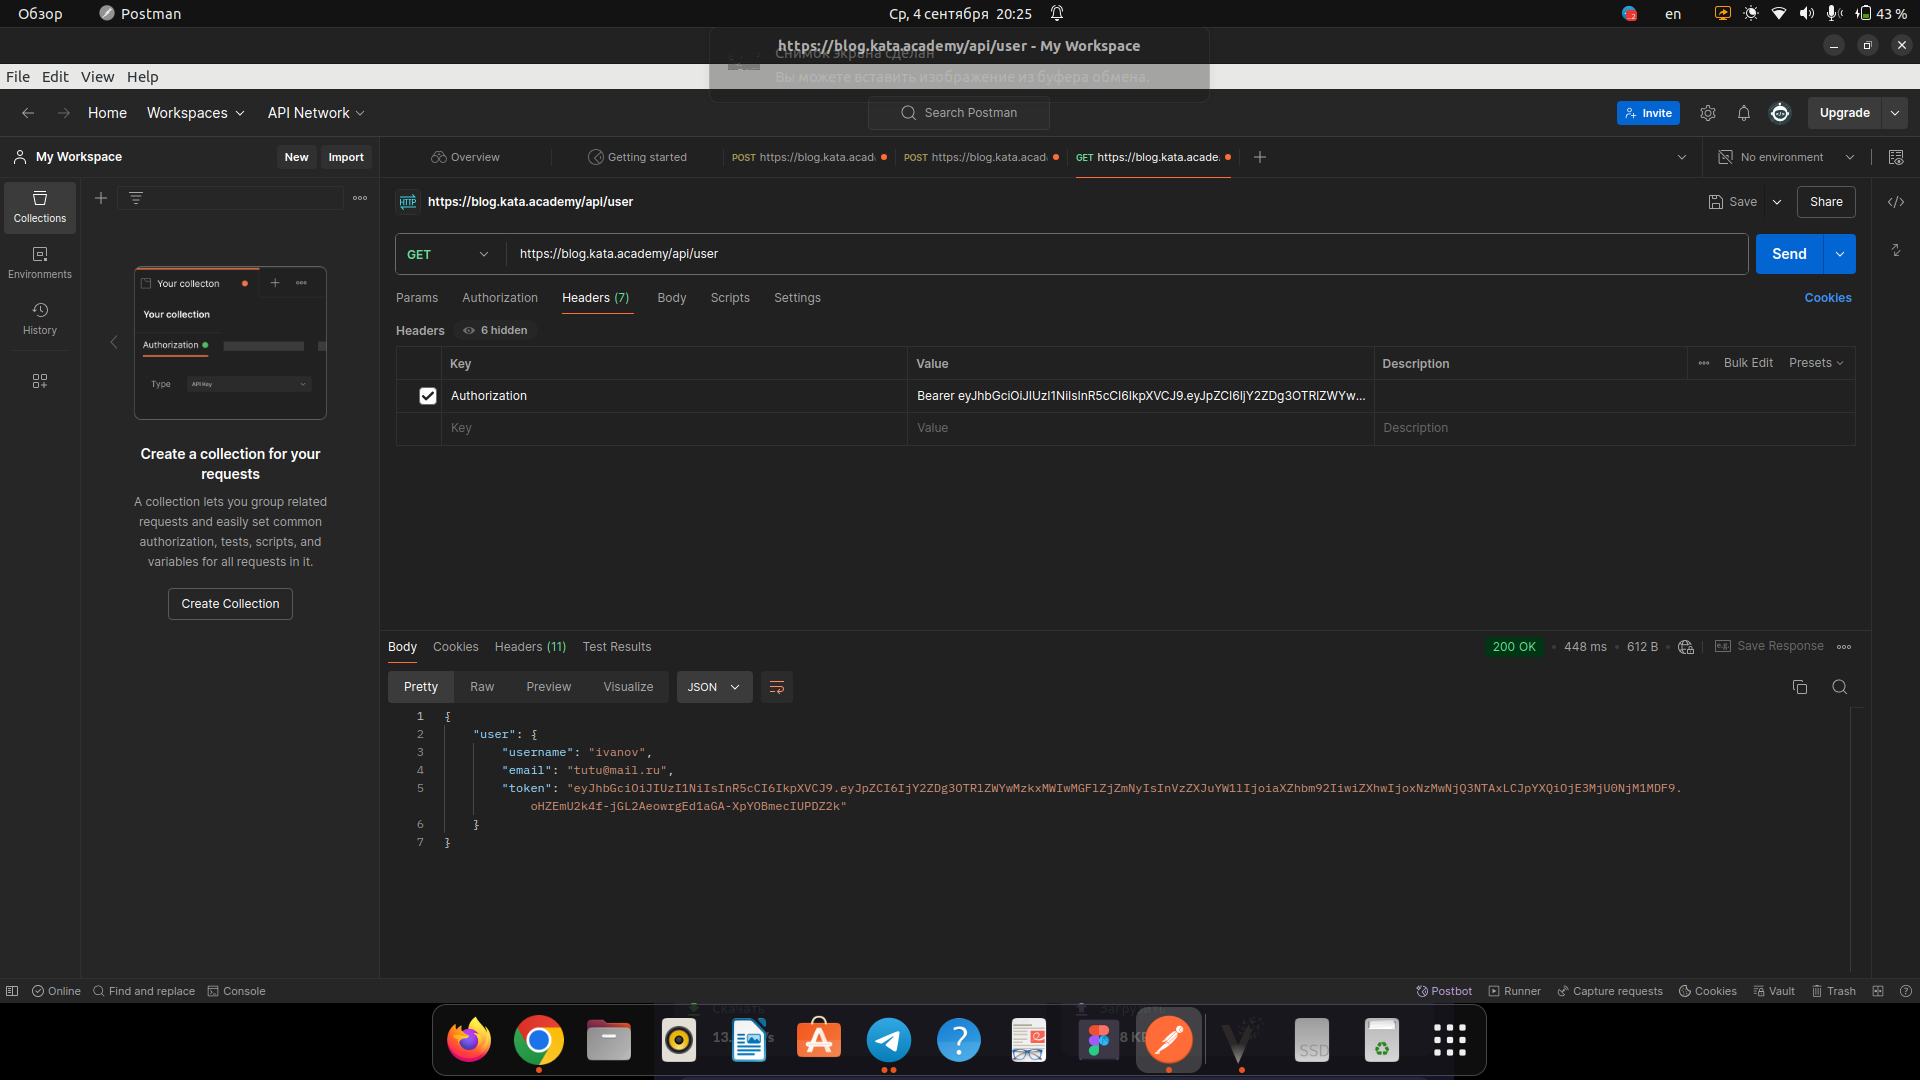 Обзор
Postman
Ср, 4 сентября 20:25
en
43 %
https://blog.kata.academy/api/user - My Workspace
Снимок экрана сделан
Вы можете вставить изображение из буфера обмена.
File Edit View Help
Home Workspaces API Network
Search Postman
Invite
Upgrade
My Workspace
New
Import
Overview
Getting started
POST https://blog.kata.acad
POST https://blog.kata.acad
GET https://blog.kata.acade.
No environment
Collections
Environments
History
HTTP https://blog.kata.academy/api/user
Save
Share
GET
https://blog.kata.academy/api/user
Send
Params Authorization Headers (7) Body Scripts Settings
Cookies
Headers
6 hidden
Key Value Description
Bulk Edit
Presets
Authorization
Bearer eyJhbGciOiJIUzI1NiIsInR5cCI6IkpXVCJ9.eyJpZCI6IjY2ZDg3OTRlZWYw...
Key Value Description
Your collecton
Your collection
Authorization
Type
API Key
Create a collection for your
requests
A collection lets you group related
requests and easily set common
authorization, tests, scripts, and
variables for all requests in it.
Create Collection
Body Cookies Headers (11) Test Results
200 OK
448 ms
612 B
e.g.
Save Response
Pretty Raw Preview Visualize
JSON
1 {
2 "user": {
3 "username": "ivanov",
4 "email": "tutu@mail.ru",
5 "token": "eyJhbGciOiJIUzI1NiIsInR5cCI6IkpXVCJ9.eyJpZCI6IjY2ZDg3OTRlZWYwMzkxMWIwMGFlZjZmNyIsInVzZXJuYW1lIjoiaXZhbm92IiwiZXhwIjoxNzMwNjQ3NTAxLCJpYXQiOjE3MjU0NjM1MDF9.
oHZEmU2k4f-jGL2AeowrgEd1aGA-XpYOBmecIUPDZ2k"
6 }
7 }
Online
Find and replace
Console
Postbot
Runner
Capture requests
Cookies
Vault
Trash
Скачать
Загрузить
SSD